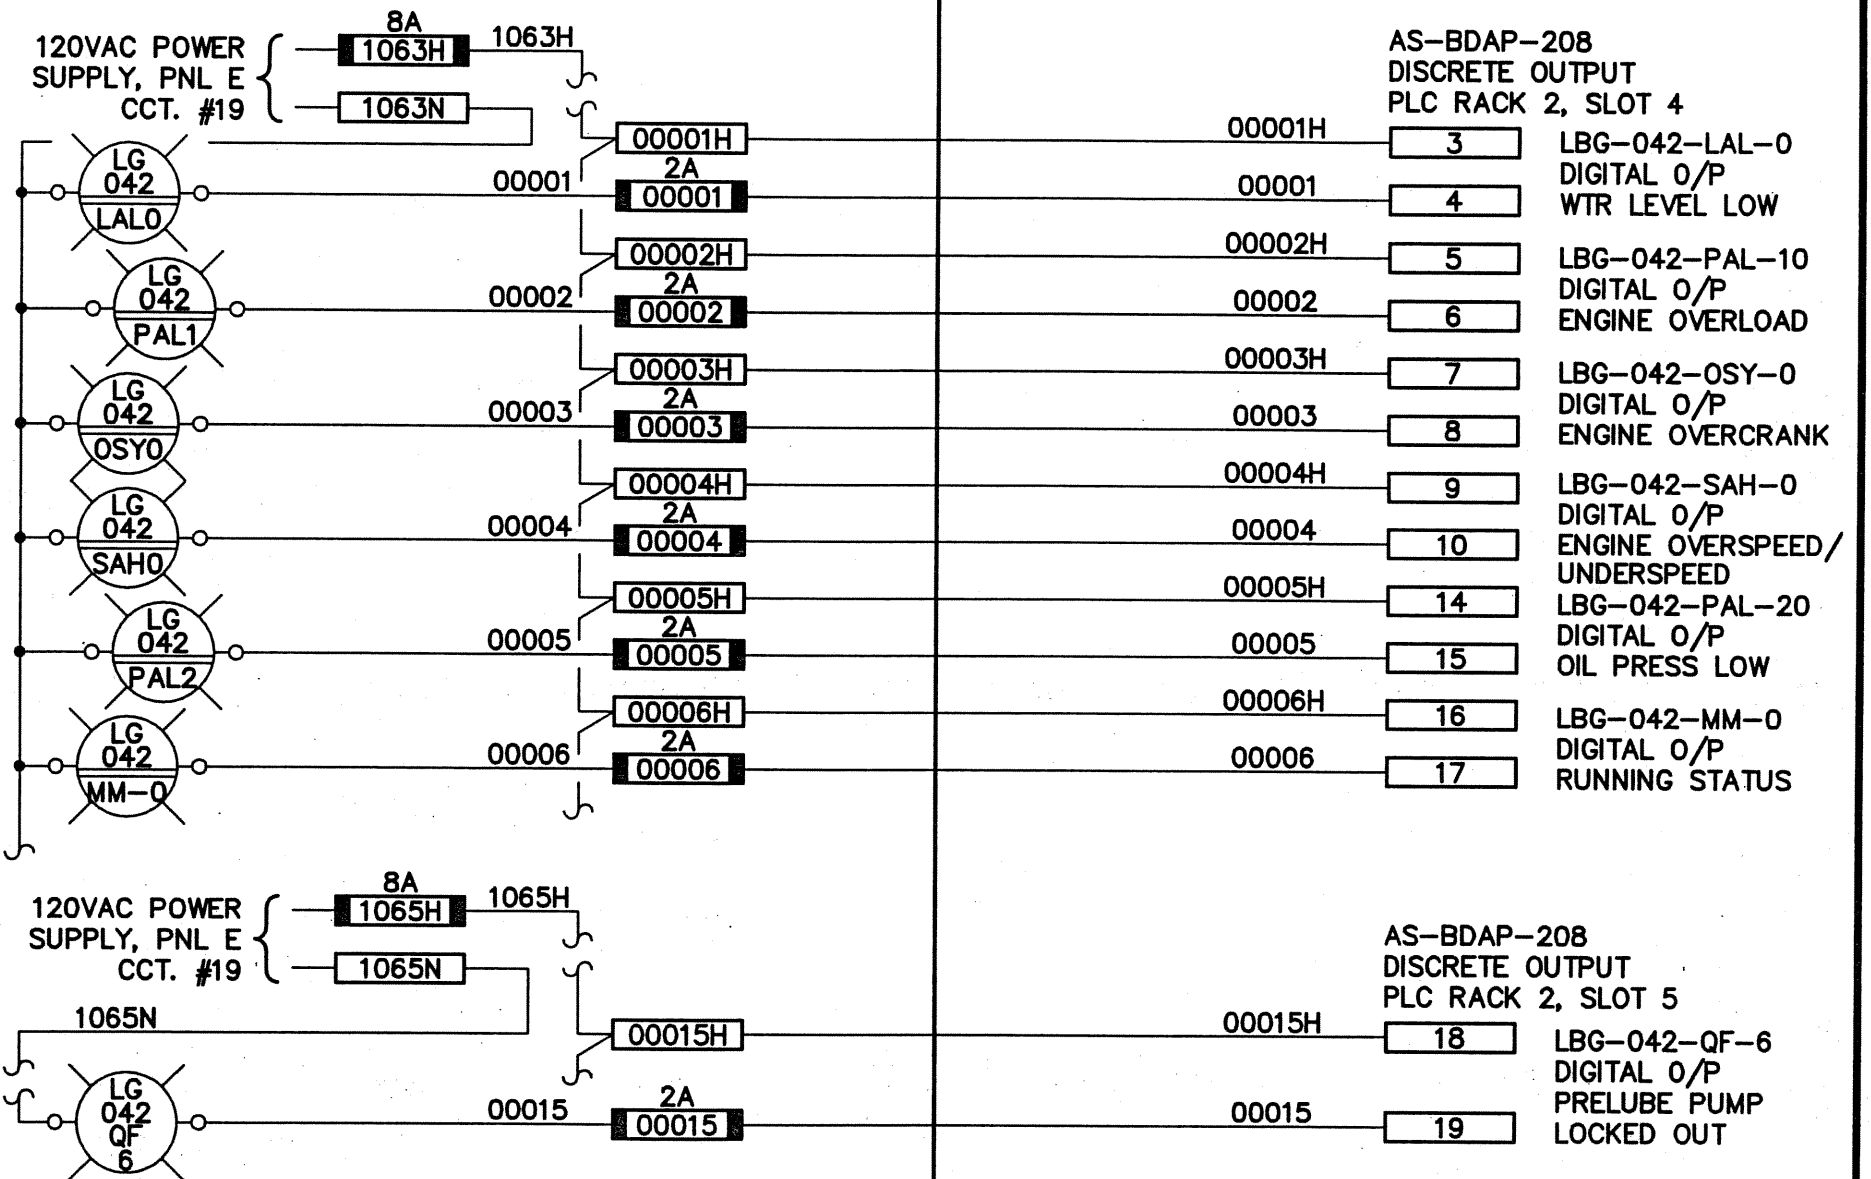 8A
120VAC POWER
SUPPLY, PNL E
CCT. #19
1063H
1063H
1063N
AS-BDAP-208
DISCRETE OUTPUT
PLC RACK 2, SLOT 4
LG
042
LAL0
00001H
00001H
3
LBG-042-LAL-0
DIGITAL O/P
WTR LEVEL LOW
00001
2A
00001
00001
4
LG
042
PAL1
00002H
00002H
5
LBG-042-PAL-10
DIGITAL O/P
ENGINE OVERLOAD
00002
2A
00002
00002
6
LG
042
OSY0
00003H
00003H
7
LBG-042-OSY-0
DIGITAL O/P
ENGINE OVERCRANK
00003
2A
00003
00003
8
LG
042
SAH0
00004H
00004H
9
LBG-042-SAH-0
DIGITAL O/P
ENGINE OVERSPEED/
UNDERSPEED
00004
2A
00004
00004
10
LG
042
PAL2
00005H
00005H
14
LBG-042-PAL-20
DIGITAL O/P
OIL PRESS LOW
00005
2A
00005
00005
15
LG
042
MM-0
00006H
00006H
16
LBG-042-MM-0
DIGITAL O/P
RUNNING STATUS
00006
2A
00006
00006
17
8A
120VAC POWER
SUPPLY, PNL E
CCT. #19
1065H
1065H
1065N
1065N
AS-BDAP-208
DISCRETE OUTPUT
PLC RACK 2, SLOT 5
00015H
00015H
18
LBG-042-QF-6
DIGITAL O/P
PRELUBE PUMP
LOCKED OUT
LG
042
QF
6
00015
2A
00015
00015
19